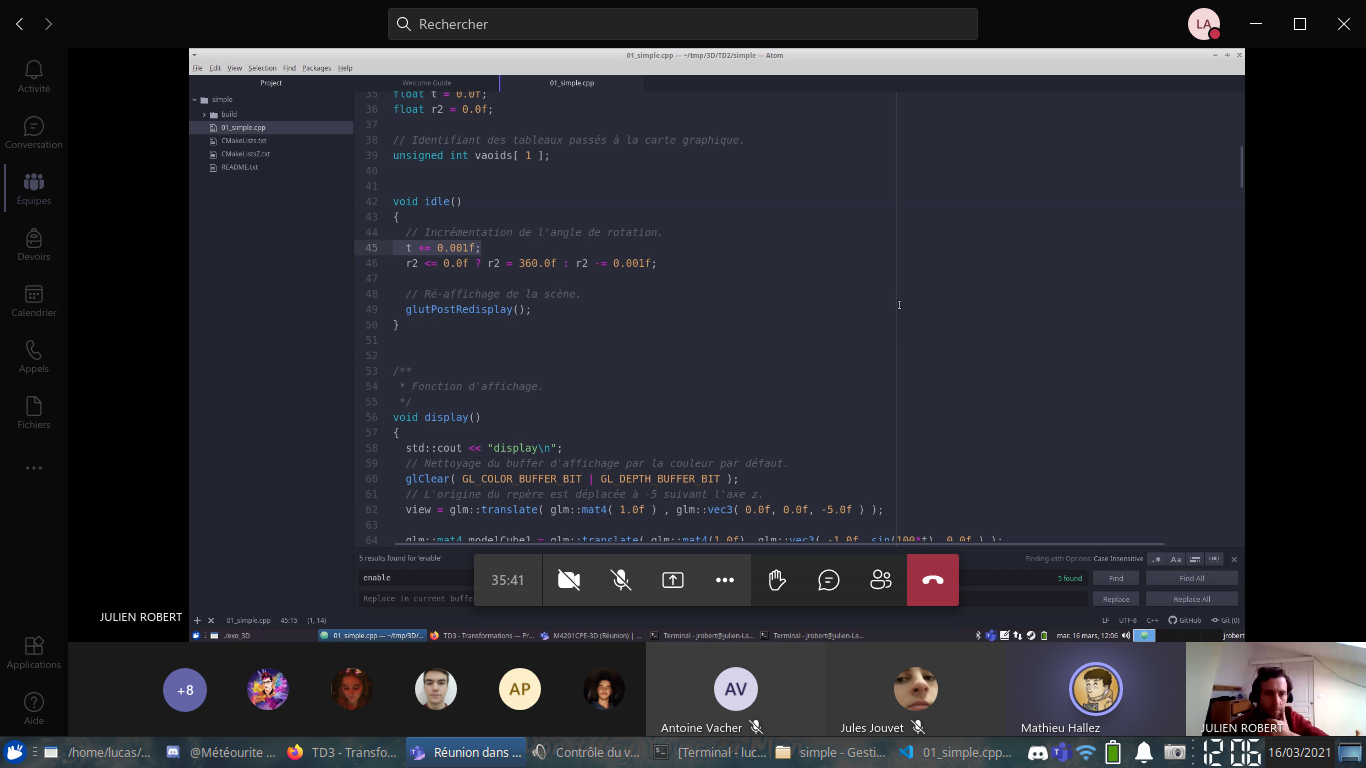 Rechercher
LA
Activité
Conversation
Équipes
Devoirs
Calendrier
Appels
Fichiers
Applications
Aide
01_simple.cpp — ~/tmp/3D/TD2/simple — Atom
File Edit View Selection Find Packages Help
Project
Welcome Guide
01_simple.cpp
simple
build
01_simple.cpp
CMakeLists.txt
CMakeListsZ.txt
README.txt
35 float t = 0.0f;
36 float r2 = 0.0f;
37
38 // Identifiant des tableaux passés à la carte graphique.
39 unsigned int vaoids[ 1 ];
40
41
42 void idle()
43 {
44 // Incrémentation de l'angle de rotation.
45 t += 0.001f;
46 r2 <= 0.0f ? r2 = 360.0f : r2 -= 0.001f;
47
48 // Ré-affichage de la scène.
49 glutPostRedisplay();
50 }
51
52
53 /**
54 * Fonction d'affichage.
55 */
56 void display()
57 {
58 std::cout << "display\n";
59 // Nettoyage du buffer d'affichage par la couleur par défaut.
60 glClear( GL_COLOR_BUFFER_BIT | GL_DEPTH_BUFFER_BIT );
61 // L'origine du repère est déplacée à -5 suivant l'axe z.
62 view = glm::translate( glm::mat4( 1.0f ) , glm::vec3( 0.0f, 0.0f, -5.0f ) );
63
64 glm::mat4 modelCube1 = glm::translate( glm::mat4(1.0f), glm::vec3( -1.0f, sin(100*t), 0.0f ) );
5 results found for 'enable'
Finding with Options: Case Insensitive
.* Aa
enable
5 found
Find
Find All
Replace in current buffe
Replace
Replace All
35:41
JULIEN ROBERT
01_simple.cpp 45:15 (1, 14)
LF UTF-8 C++ GitHub Git (0)
./exo_3D
01_simple.cpp — ~/tmp/3D/...
TD3 - Transformations — Pr...
M4201CPE-3D (Réunion) | ...
Terminal - jrobert@julien-La...
Terminal - jrobert@julien-La...
mar. 16 mars, 12:06
jrobert
+8
AP
AV
Antoine Vacher
Jules Jouvet
Mathieu Hallez
JULIEN ROBERT
/home/lucas/...
@Météorite ...
TD3 - Transfo...
Réunion dans ...
Contrôle du v...
[Terminal - luc...
simple - Gesti...
01_simple.cpp...
16/03/2021
12:06